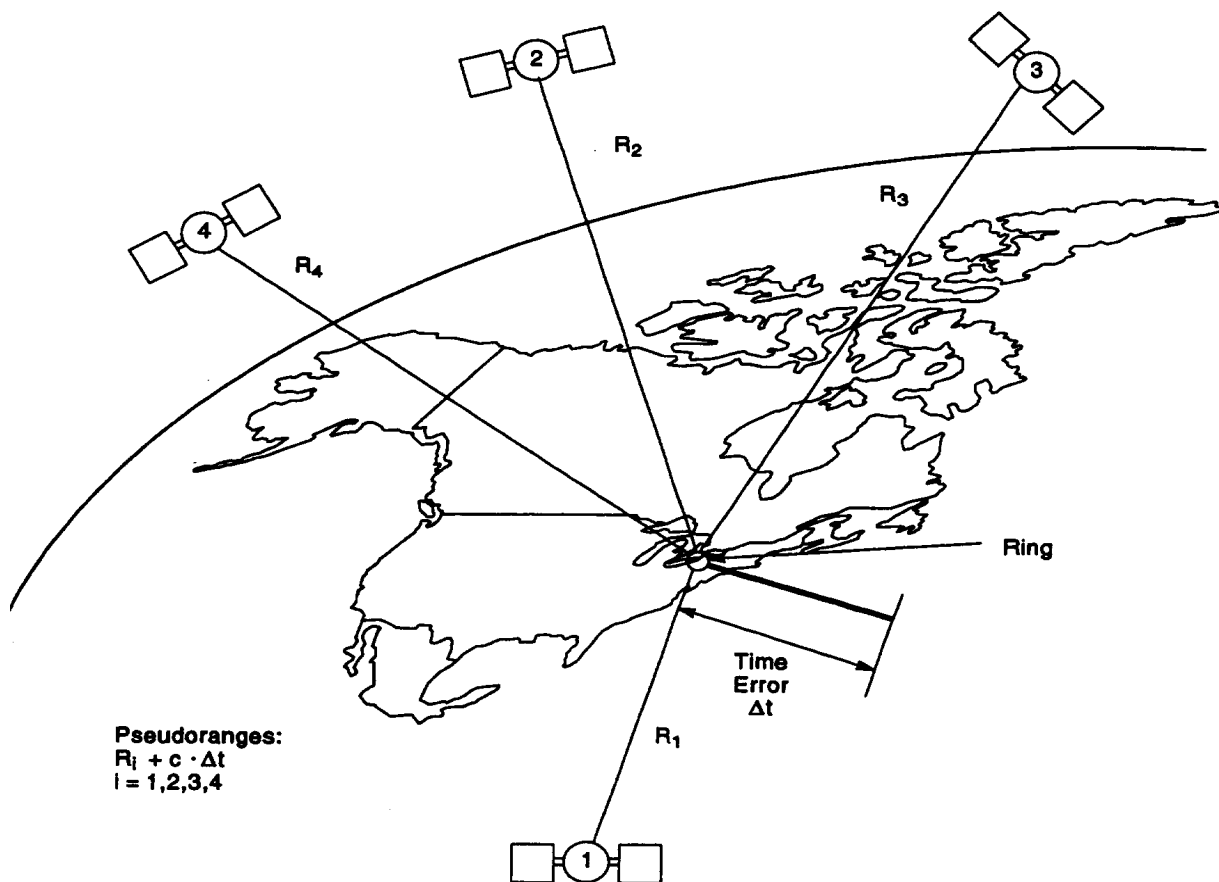 2
3
R₂
R₃
4
R₄
Ring
Time
Error
Δt
R₁
Pseudoranges:
Rᵢ + c · Δt
i = 1,2,3,4
1